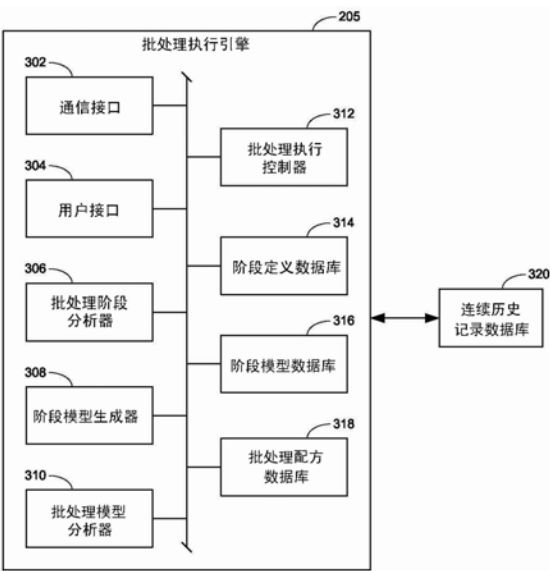 205
批处理执行引擎
302
通信接口
304
用户接口
306
批处理阶段
分析器
308
阶段模型生成器
310
批处理模型
分析器
312
批处理执行
控制器
314
阶段定义数据库
316
阶段模型数据库
318
批处理配方
数据库
320
连续历史
记录数据库